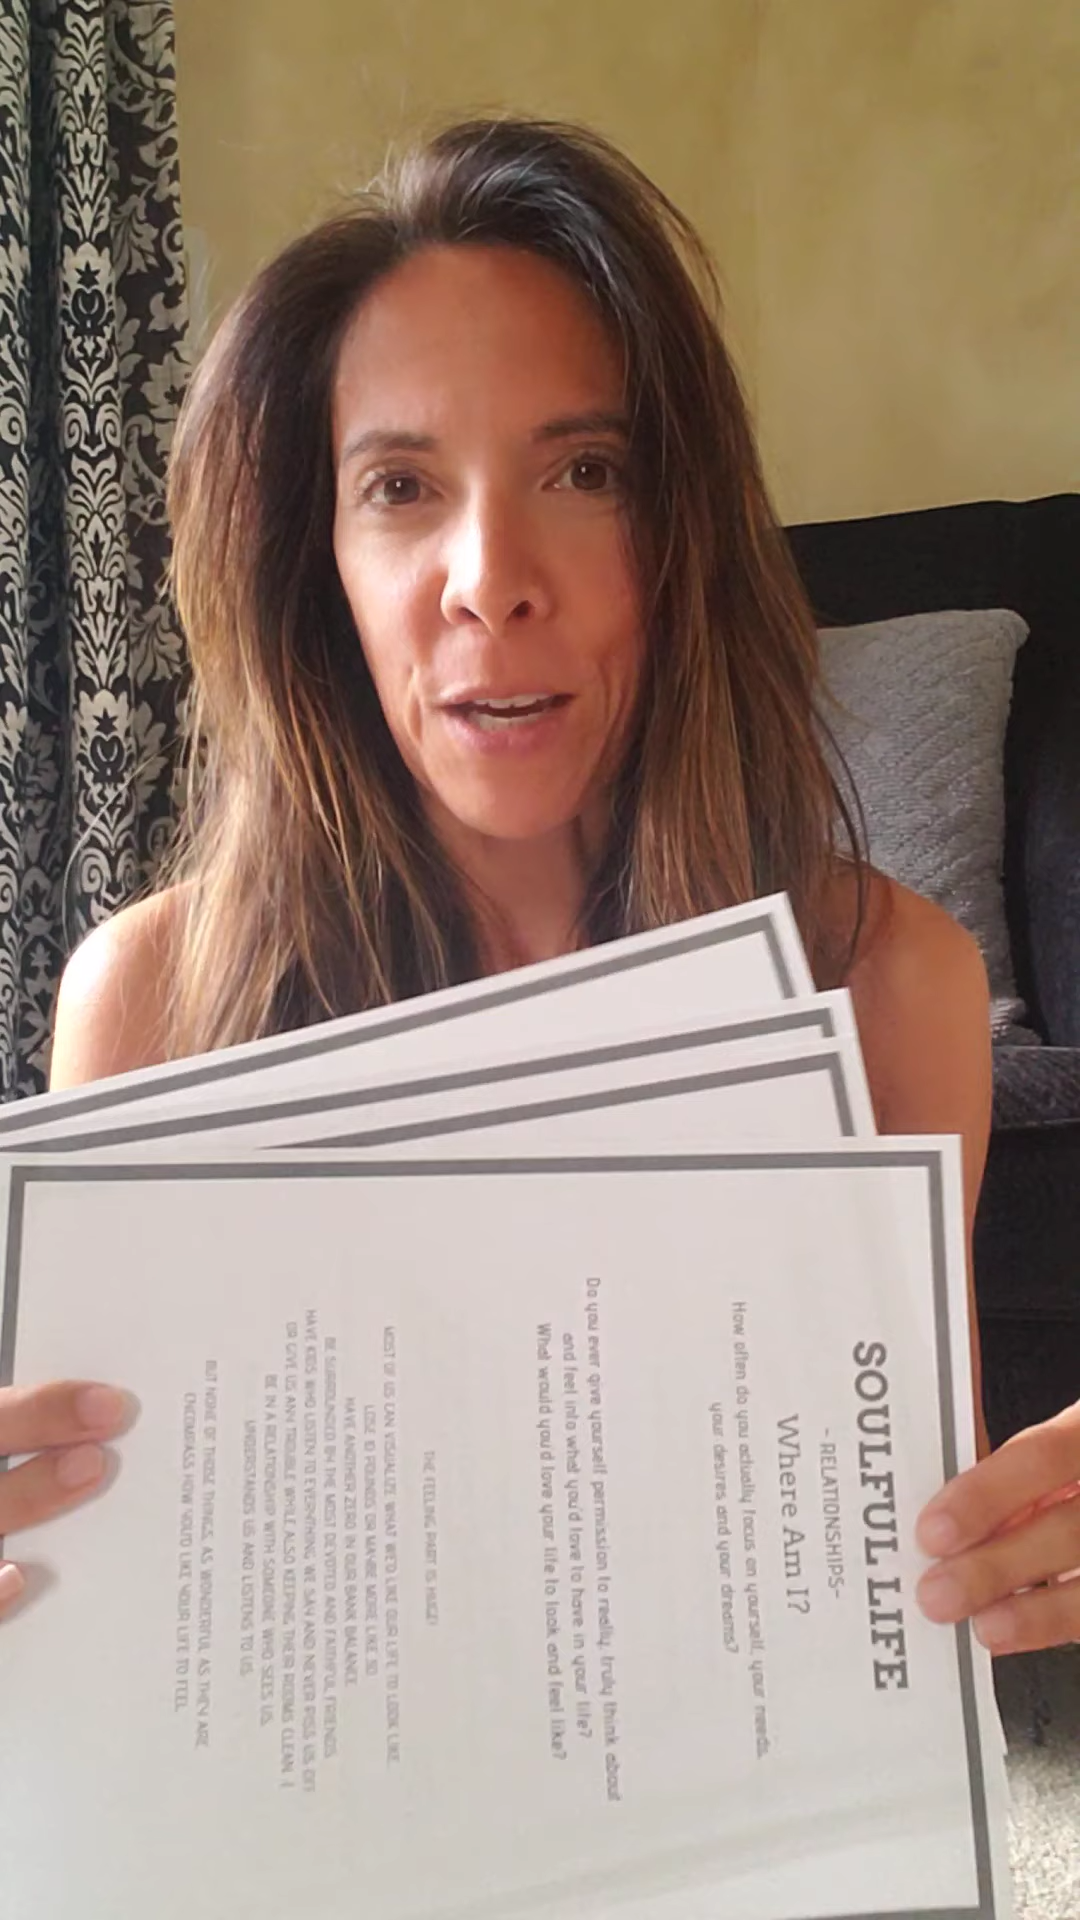 SOULFUL LIFE
- RELATIONSHIPS-
Where Am I?
How often do you actually focus on yourself, your needs,
your desires and your dreams?
Do you ever give yourself permission to really, truly think about
and feel into what you'd love to have in your life?
What would you'd love your life to look and feel like?
THE FEELING PART IS HUGE!
MOST OF US CAN VISUALIZE WHAT WE'D LIKE OUR LIFE TO LOOK LIKE.
LOSE 10 POUNDS OR MAYBE MORE LIKE 50
HAVE ANOTHER ZERO IN OUR BANK BALANCE
BE SURROUNDED BY THE MOST DEVOTED AND FAITHFUL FRIENDS
HAVE KIDS WHO LISTEN TO EVERYTHING WE SAY AND NEVER PISS US OFF
OR GIVE US ANY TROUBLE WHILE ALSO KEEPING THEIR ROOMS CLEAN. :(
BE IN A RELATIONSHIP WITH SOMEONE WHO SEES US,
UNDERSTANDS US AND LISTENS TO US.
BUT NONE OF THOSE THINGS, AS WONDERFUL AS THEY ARE
ENCOMPASS HOW YOU'D LIKE YOUR LIFE TO FEEL.